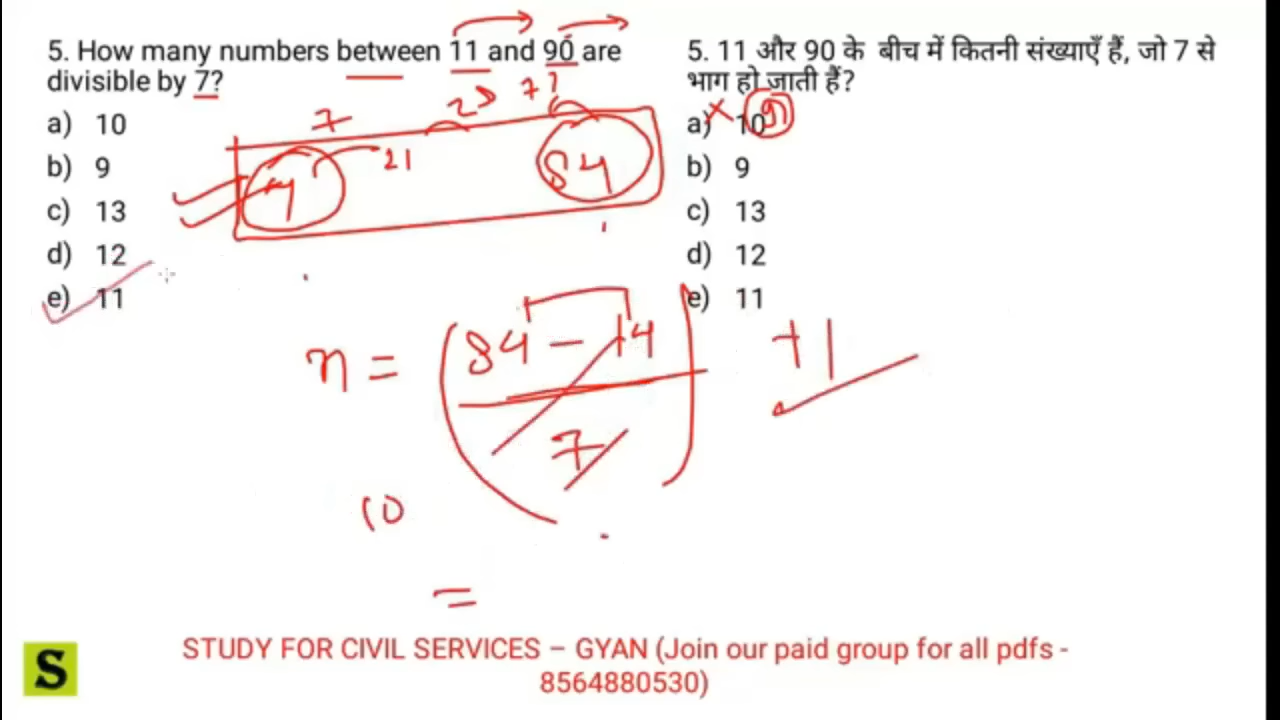 5. How many numbers between 11 and 90 are
divisible by 7?
a) 10
b) 9
c) 13
d) 12
e) 11
5. 11 और 90 के बीच में कितनी संख्याएँ हैं, जो 7 से
भाग हो जाती हैं?
a) 10
b) 9
c) 13
d) 12
e) 11
7
21
84
91
n = (84 - 14
7) +1
10
=
S
STUDY FOR CIVIL SERVICES – GYAN (Join our paid group for all pdfs -
8564880530)